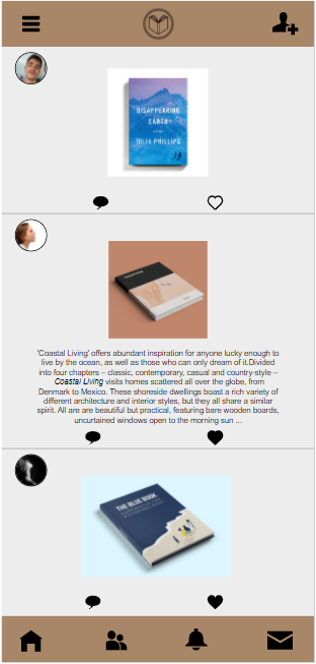 DISAPPEARING
EARTH
JULIA PHILLIPS
'Coastal Living' offers abundant inspiration for anyone lucky enough to
live by the ocean, as well as those who can only dream of it.Divided
into four chapters – classic, contemporary, casual and country-style –
Coastal Living visits homes scattered all over the globe, from
Denmark to Mexico. These shoreside dwellings boast a rich variety of
different architecture and interior styles, but they all share a similar
spirit. All are are beautiful but practical, featuring bare wooden boards,
uncurtained windows open to the morning sun ...
THE BLUE BOOK